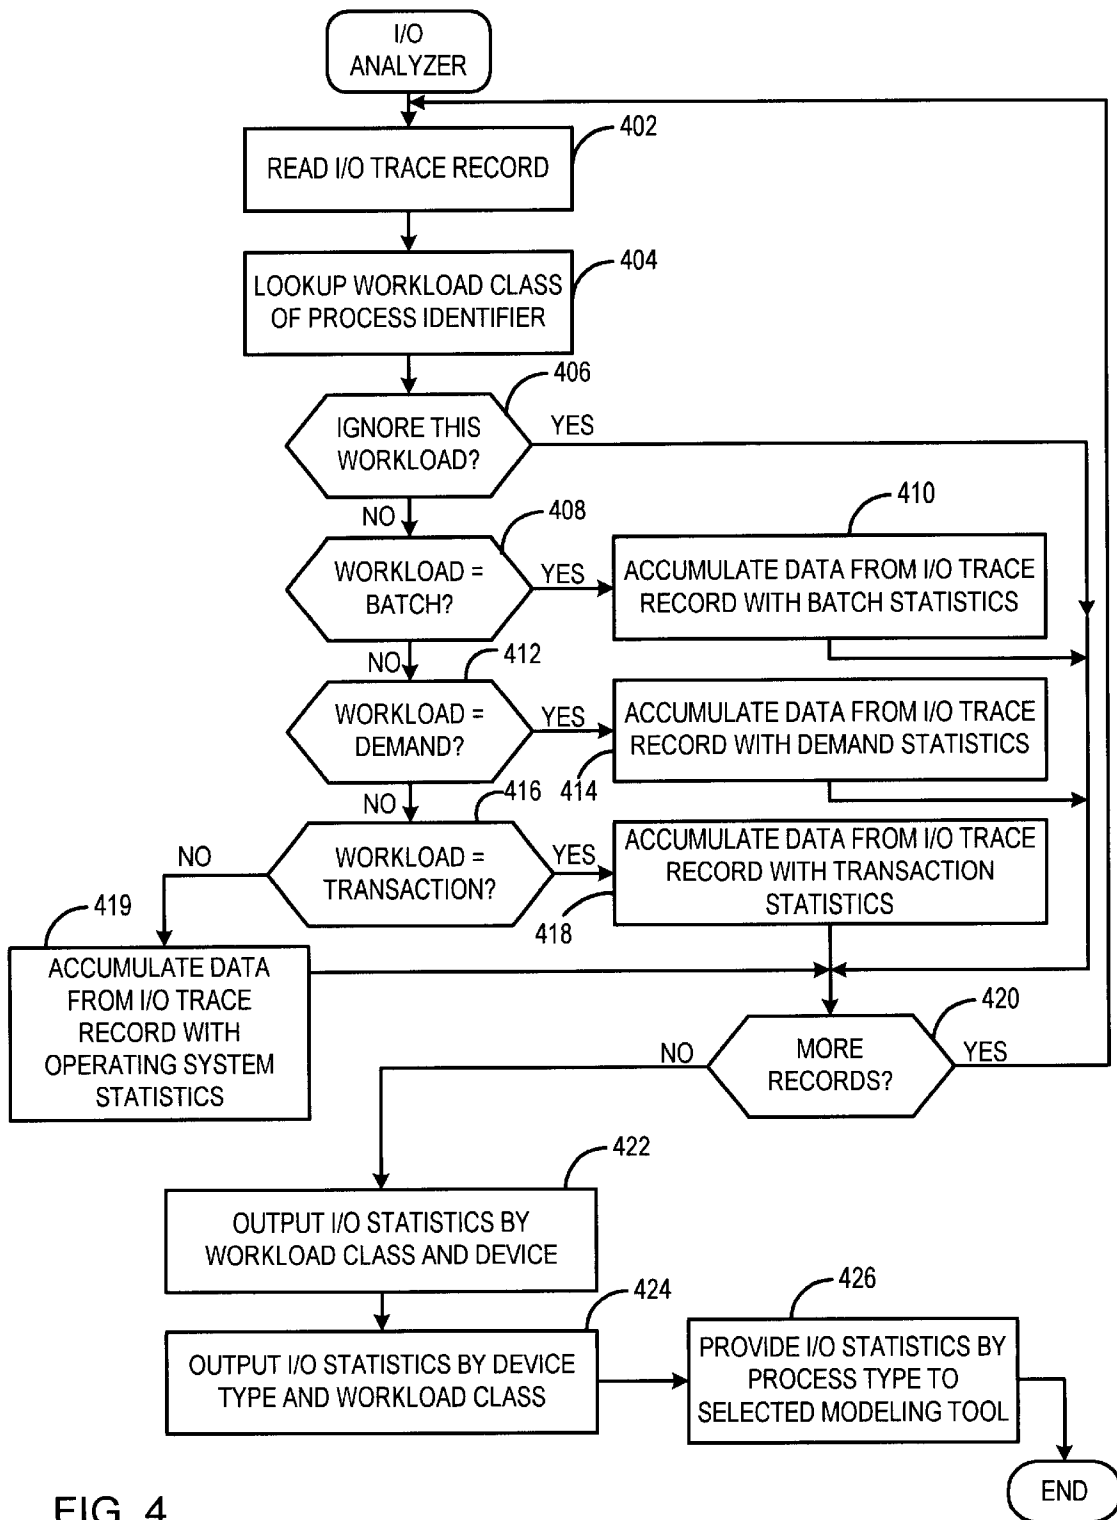 I/O
ANALYZER
402
READ I/O TRACE RECORD
404
LOOKUP WORKLOAD CLASS
OF PROCESS IDENTIFIER
406
IGNORE THIS
WORKLOAD?
YES
NO
408
410
WORKLOAD =
BATCH?
YES
ACCUMULATE DATA FROM I/O TRACE
RECORD WITH BATCH STATISTICS
NO
412
WORKLOAD =
DEMAND?
YES
414
ACCUMULATE DATA FROM I/O TRACE
RECORD WITH DEMAND STATISTICS
NO
416
WORKLOAD =
TRANSACTION?
NO
YES
418
ACCUMULATE DATA FROM I/O TRACE
RECORD WITH TRANSACTION
STATISTICS
419
ACCUMULATE DATA
FROM I/O TRACE
RECORD WITH
OPERATING SYSTEM
STATISTICS
420
MORE
RECORDS?
NO
YES
422
OUTPUT I/O STATISTICS BY
WORKLOAD CLASS AND DEVICE
424
OUTPUT I/O STATISTICS BY DEVICE
TYPE AND WORKLOAD CLASS
426
PROVIDE I/O STATISTICS BY
PROCESS TYPE TO
SELECTED MODELING TOOL
END
FIG. 4